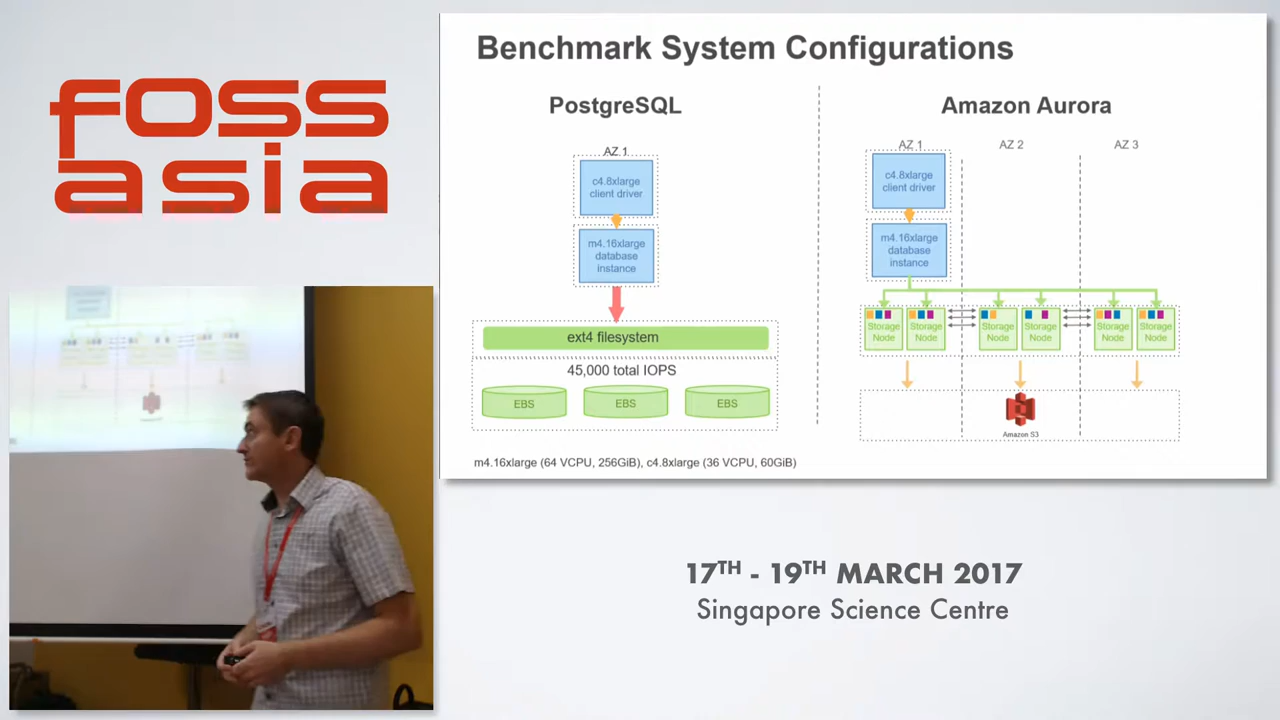 foss
asia
Benchmark System Configurations
PostgreSQL
AZ 1
c4.8xlarge
client driver
m4.16xlarge
database
instance
ext4 filesystem
45,000 total IOPS
EBS EBS EBS
m4.16xlarge (64 VCPU, 256GiB), c4.8xlarge (36 VCPU, 60GiB)
Amazon Aurora
AZ 1 AZ 2 AZ 3
c4.8xlarge
client driver
m4.16xlarge
database
instance
Storage Storage Storage Storage Storage Storage
Node Node Node Node Node Node
Amazon S3
17TH - 19TH MARCH 2017
Singapore Science Centre